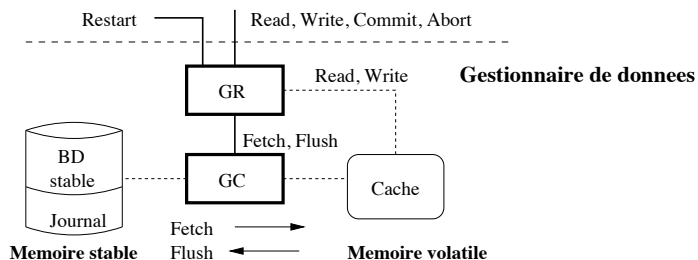 Restart
Read, Write, Commit, Abort
Gestionnaire de donnees
GR
Read, Write
Fetch, Flush
BD
stable
Journal
GC
Cache
Fetch
Flush
Memoire stable
Memoire volatile